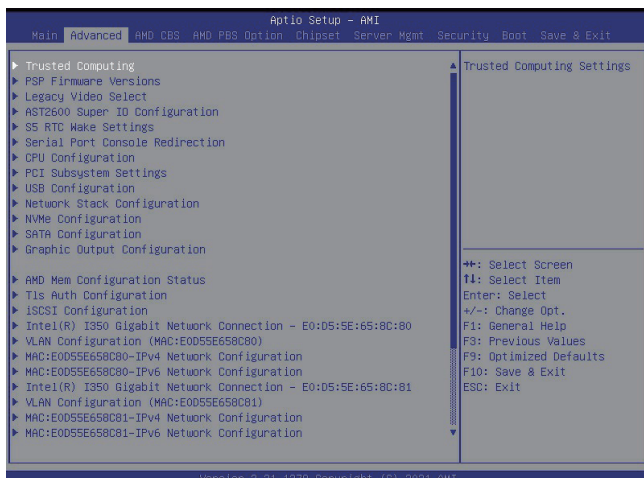 Aptio Setup - AMI
Main Advanced AMD CBS AMD PBS Option Chipset Server Mgmt Security Boot Save & Exit
Trusted Computing
PSP Firmware Versions
Legacy Video Select
AST2600 Super IO Configuration
S5 RTC Wake Settings
Serial Port Console Redirection
CPU Configuration
PCI Subsystem Settings
USB Configuration
Network Stack Configuration
NVMe Configuration
SATA Configuration
Graphic Output Configuration
AMD Mem Configuration Status
Tls Auth Configuration
iSCSI Configuration
Intel(R) I350 Gigabit Network Connection - E0:D5:5E:65:8C:80
VLAN Configuration (MAC:E0D55E658C80)
MAC:E0D55E658C80-IPv4 Network Configuration
MAC:E0D55E658C80-IPv6 Network Configuration
Intel(R) I350 Gigabit Network Connection - E0:D5:5E:65:8C:81
VLAN Configuration (MAC:E0D55E658C81)
MAC:E0D55E658C81-IPv4 Network Configuration
MAC:E0D55E658C81-IPv6 Network Configuration
Trusted Computing Settings
→←: Select Screen
↑↓: Select Item
Enter: Select
+/-: Change Opt.
F1: General Help
F3: Previous Values
F9: Optimized Defaults
F10: Save & Exit
ESC: Exit
Copyright (C) 2021 AMI